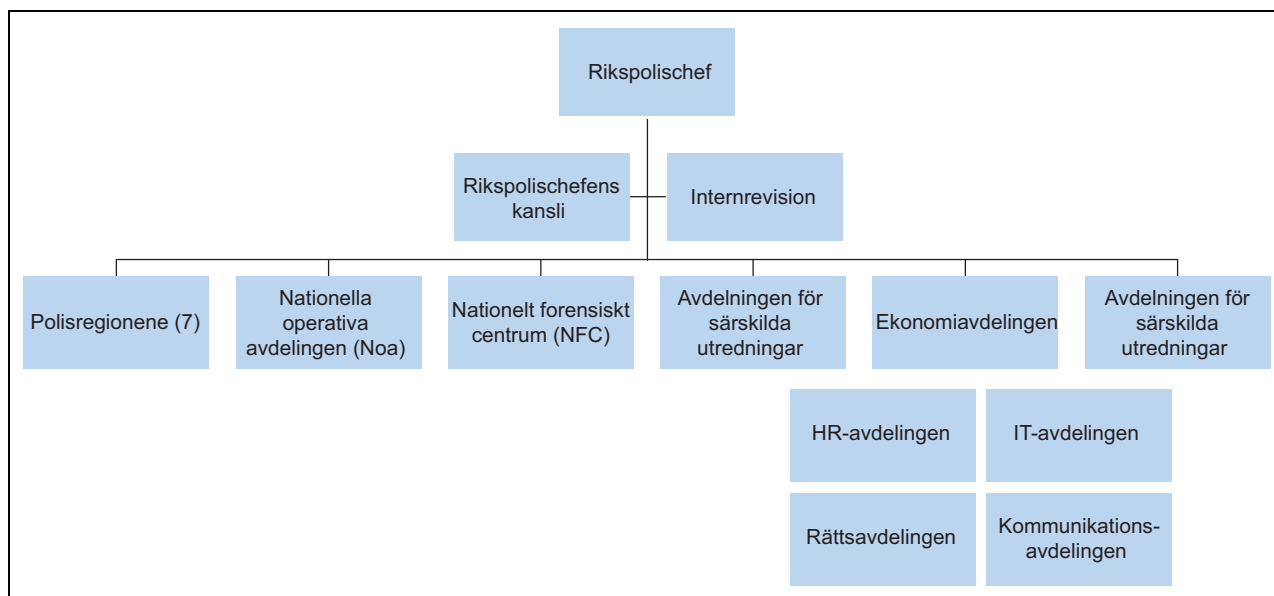 Rikspolischef
Rikspolischefens
kansli
Internrevision
Polisregionene (7)
Nationella
operativa
avdelingen (Noa)
Nationelt forensiskt
centrum (NFC)
Avdelningen för
särskilda
utredningar
Ekonomiavdelingen
Avdelningen för
särskilda
utredningar
HR-avdelingen
IT-avdelingen
Rättsavdelingen
Kommunikations-
avdelingen